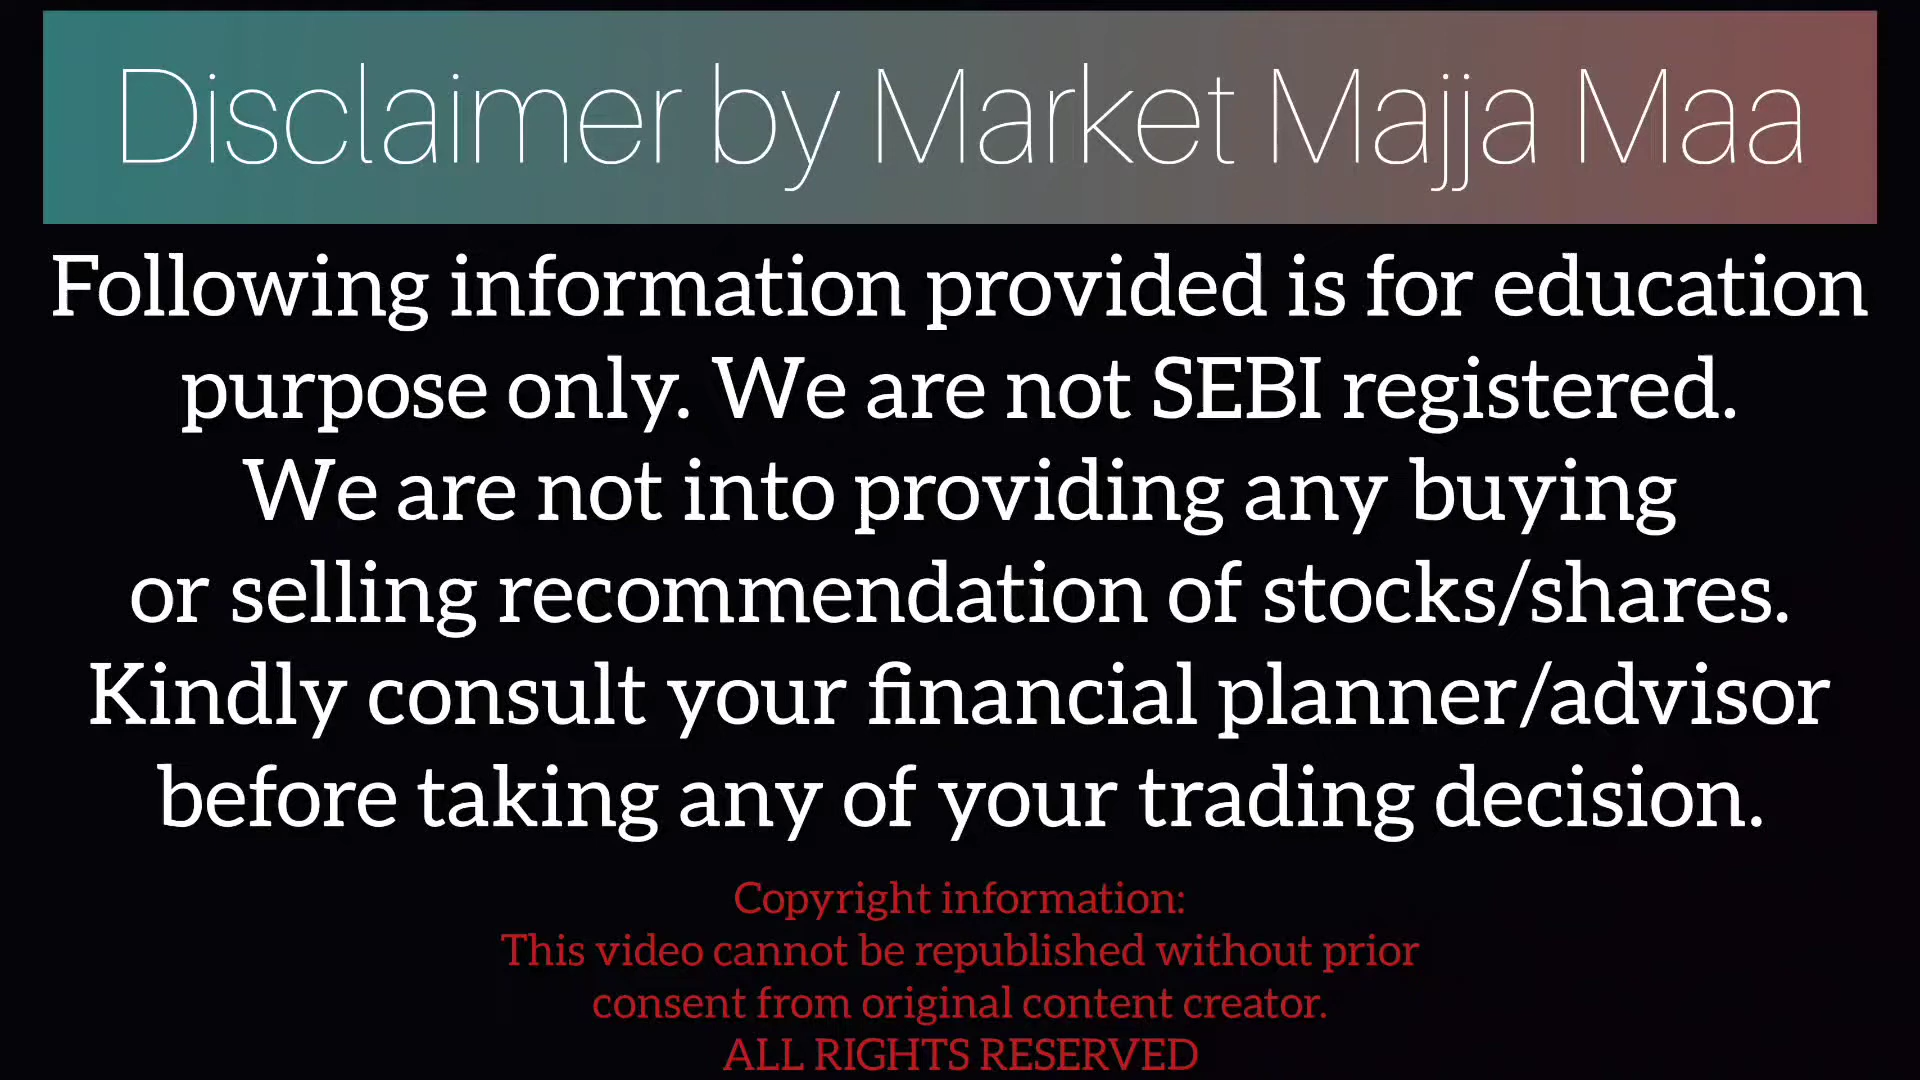 Disclaimer by Market Majja Maa
Following information provided is for education
purpose only. We are not SEBI registered.
We are not into providing any buying
or selling recommendation of stocks/shares.
Kindly consult your financial planner/advisor
before taking any of your trading decision.
Copyright information:
This video cannot be republished without prior
consent from original content creator.
ALL RIGHTS RESERVED